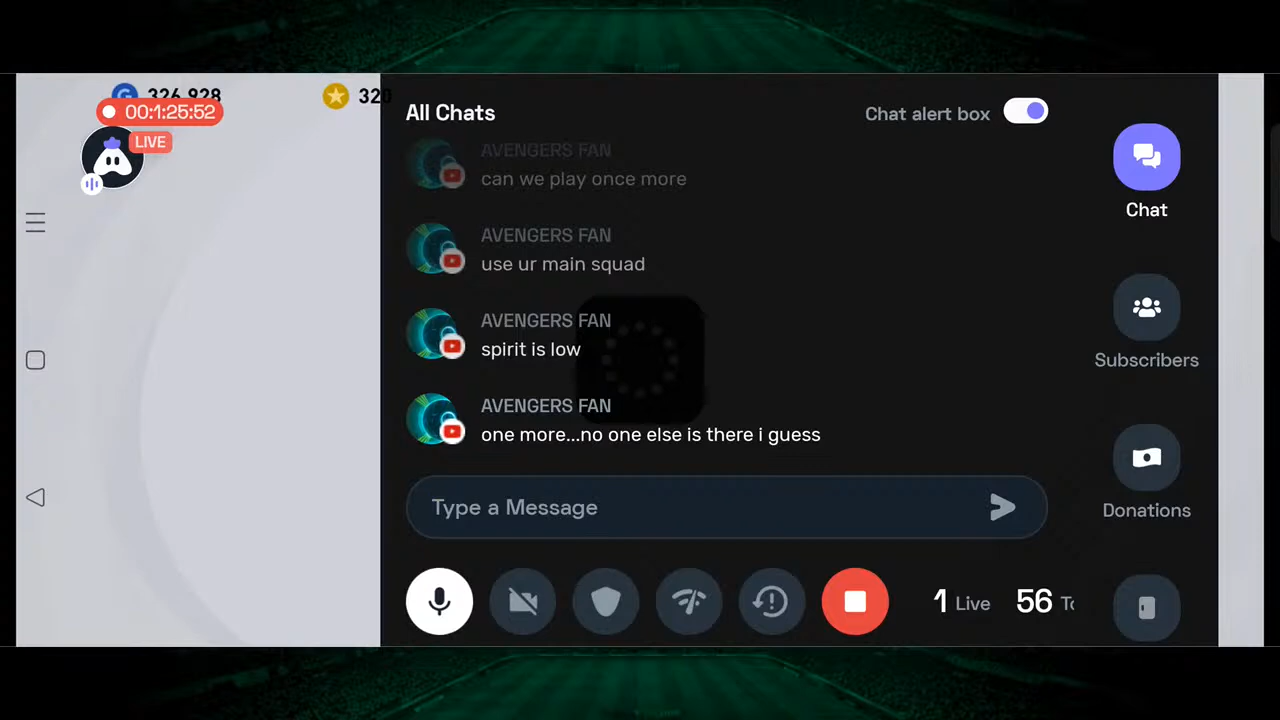 326,928
320
00:1:25:52
LIVE
All Chats
Chat alert box
AVENGERS FAN
can we play once more
AVENGERS FAN
use ur main squad
AVENGERS FAN
spirit is low
AVENGERS FAN
one more...no one else is there i guess
Type a Message
1 Live
56
Chat
Subscribers
Donations